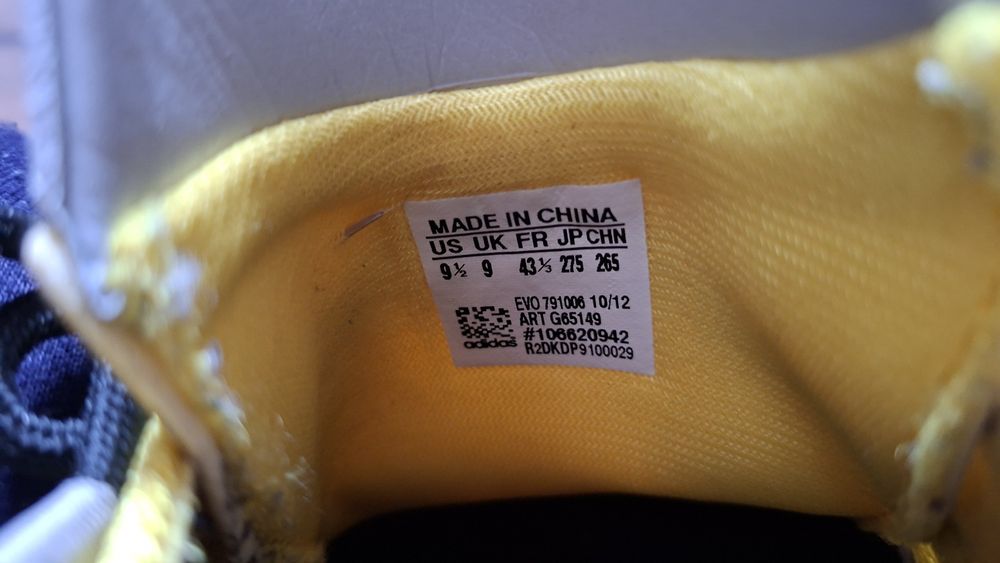 MADE IN CHINA
US UK FR JP CHN
9½ 9 43⅓ 275 265
EVO 791006 10/12
ART G65149
#106620942
adidas R2DKDP9100029